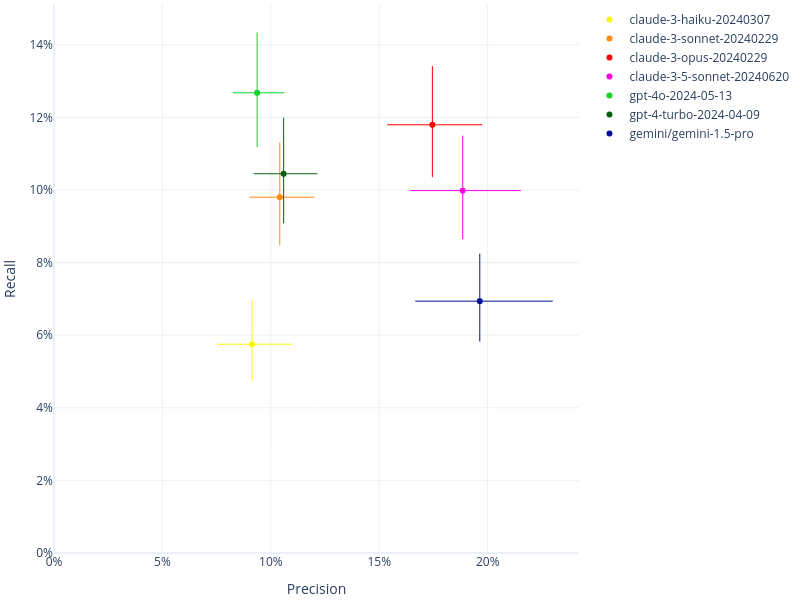 claude-3-haiku-20240307
claude-3-sonnet-20240229
claude-3-opus-20240229
claude-3-5-sonnet-20240620
gpt-4o-2024-05-13
gpt-4-turbo-2024-04-09
gemini/gemini-1.5-pro
14%
12%
10%
8%
6%
4%
2%
0%
Recall
0%
5%
10%
15%
20%
Precision